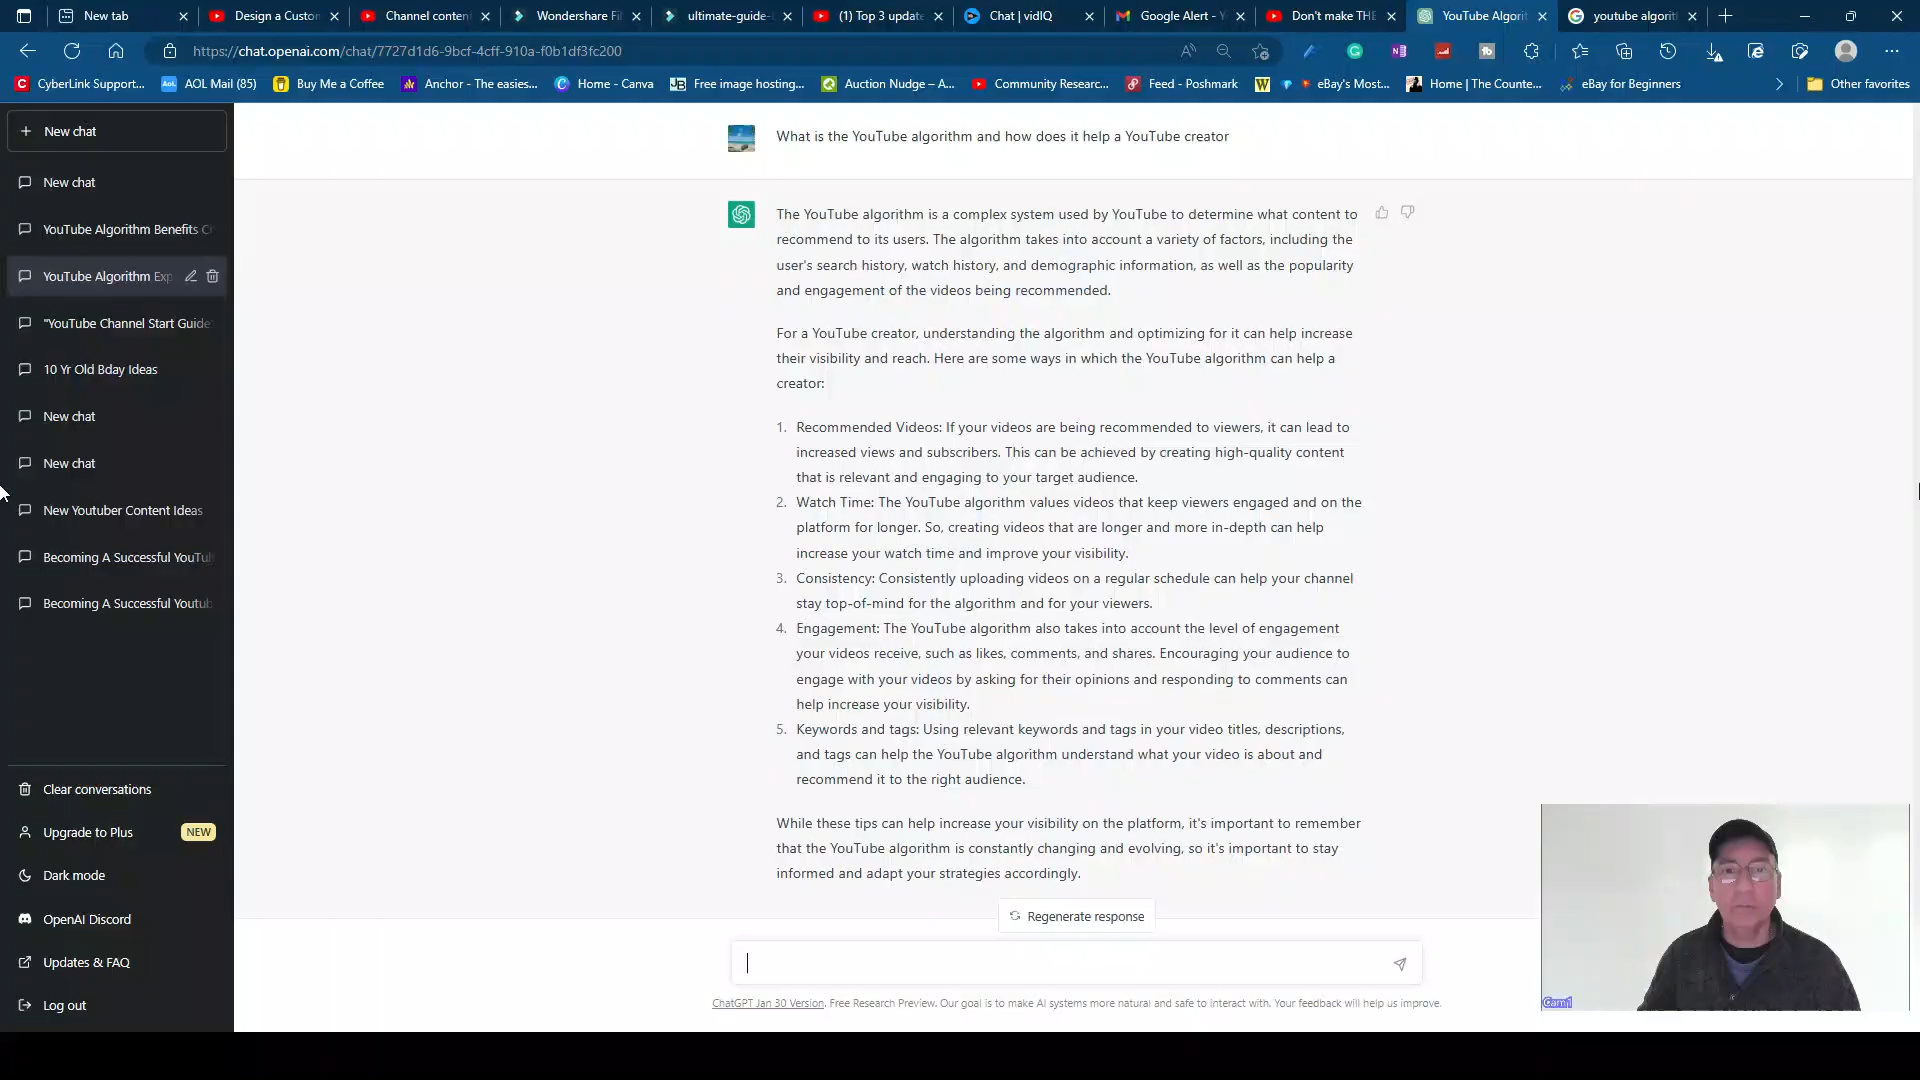 New tab
Design a Custom
Channel content
Wondershare Fi
ultimate-guide-
(1) Top 3 update
Chat | vidIQ
Google Alert - Y
Don't make THE
YouTube Algorit
youtube algorit
https://chat.openai.com/chat/7727d1d6-9bcf-4cff-910a-f0b1df3fc200
CyberLink Support...
AOL Mail (85)
Buy Me a Coffee
Anchor - The easies...
Home - Canva
Free image hosting...
Auction Nudge – A...
Community Researc...
Feed - Poshmark
W
eBay's Most...
Home | The Counte...
eBay for Beginners
Other favorites
New chat
New chat
YouTube Algorithm Benefits C
YouTube Algorithm Exp
"YouTube Channel Start Guide"
10 Yr Old Bday Ideas
New chat
New chat
New Youtuber Content Ideas
Becoming A Successful YouTub
Becoming A Successful Youtub
Clear conversations
Upgrade to Plus NEW
Dark mode
OpenAI Discord
Updates & FAQ
Log out
What is the YouTube algorithm and how does it help a YouTube creator
The YouTube algorithm is a complex system used by YouTube to determine what content to
recommend to its users. The algorithm takes into account a variety of factors, including the
user's search history, watch history, and demographic information, as well as the popularity
and engagement of the videos being recommended.
For a YouTube creator, understanding the algorithm and optimizing for it can help increase
their visibility and reach. Here are some ways in which the YouTube algorithm can help a
creator:
1. Recommended Videos: If your videos are being recommended to viewers, it can lead to
increased views and subscribers. This can be achieved by creating high-quality content
that is relevant and engaging to your target audience.
2. Watch Time: The YouTube algorithm values videos that keep viewers engaged and on the
platform for longer. So, creating videos that are longer and more in-depth can help
increase your watch time and improve your visibility.
3. Consistency: Consistently uploading videos on a regular schedule can help your channel
stay top-of-mind for the algorithm and for your viewers.
4. Engagement: The YouTube algorithm also takes into account the level of engagement
your videos receive, such as likes, comments, and shares. Encouraging your audience to
engage with your videos by asking for their opinions and responding to comments can
help increase your visibility.
5. Keywords and tags: Using relevant keywords and tags in your video titles, descriptions,
and tags can help the YouTube algorithm understand what your video is about and
recommend it to the right audience.
While these tips can help increase your visibility on the platform, it's important to remember
that the YouTube algorithm is constantly changing and evolving, so it's important to stay
informed and adapt your strategies accordingly.
Regenerate response
ChatGPT Jan 30 Version. Free Research Preview. Our goal is to make AI systems more natural and safe to interact with. Your feedback will help us improve.
Cam1